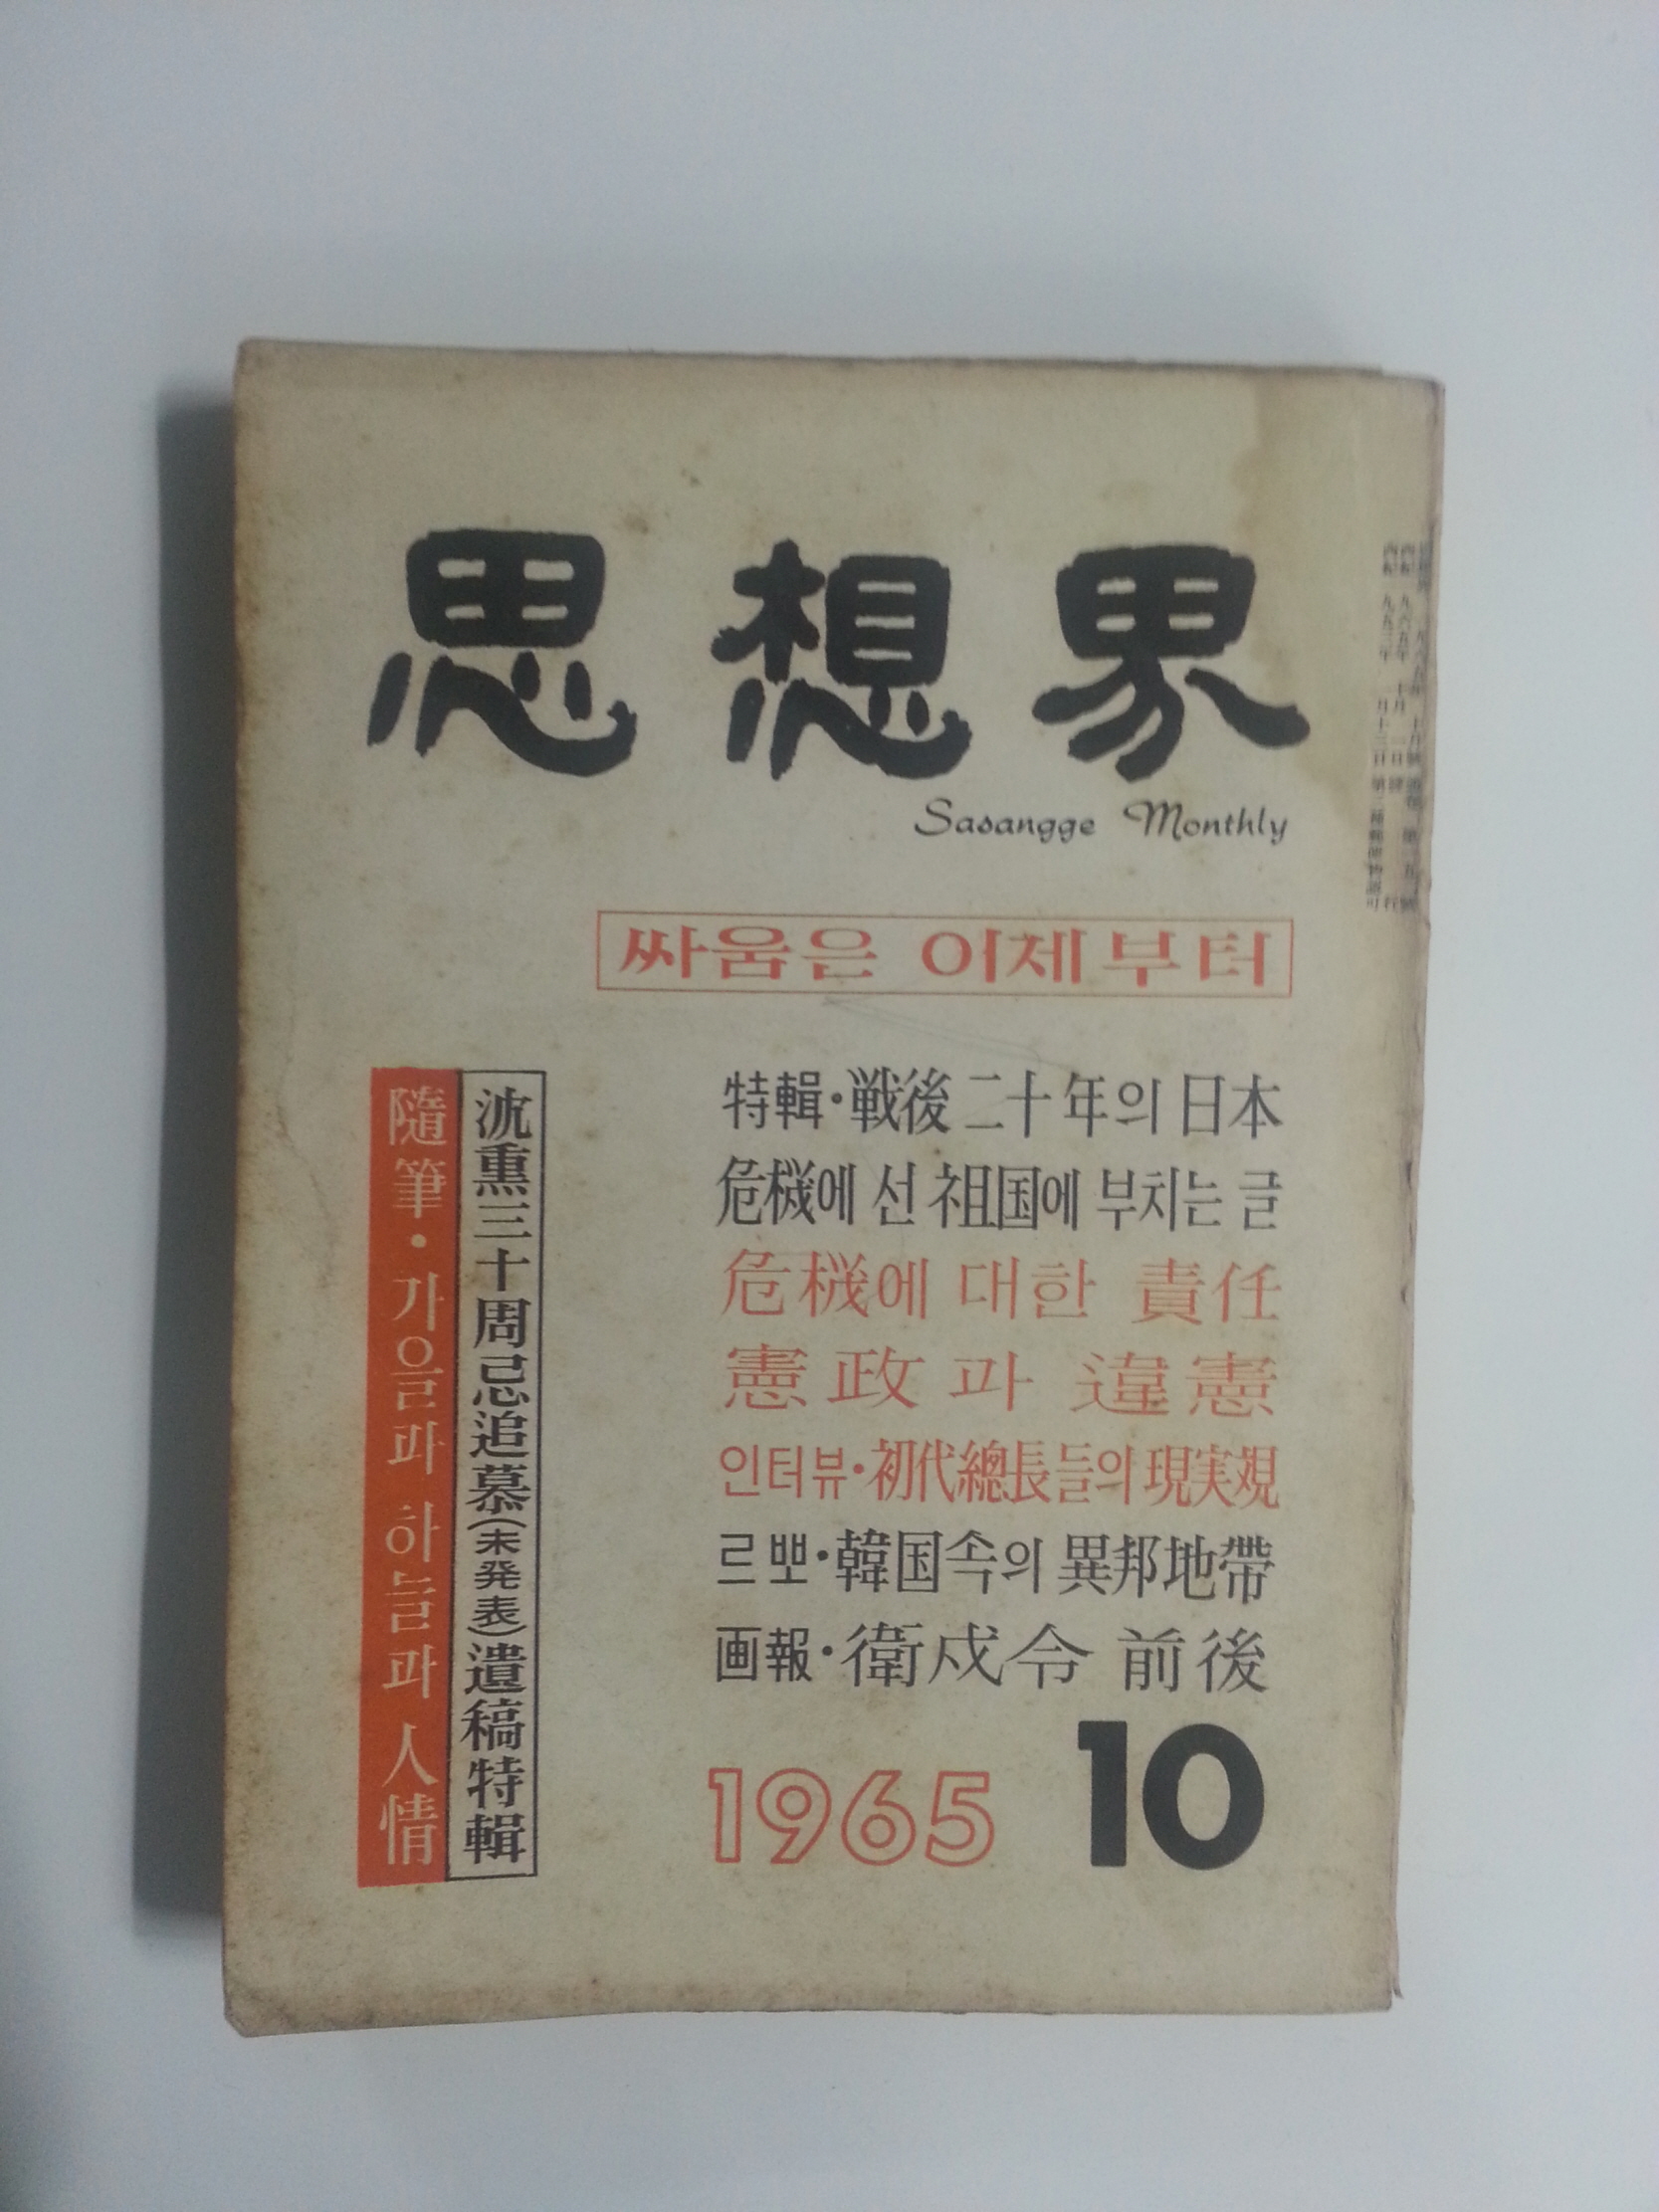 思想界
Sasangge Monthly
싸움은 이제부터
特輯·戦後二十年의 日本
危機에 선 祖国에 부치는 글
危機에 대한 責任
憲政과 違憲
인터뷰·初代總長들의 現実観
르뽀·韓国속의 異邦地帶
画報·衛戍令 前後
1965 10
沈熏三十周忌追慕(未発表)遺稿特輯
隨筆·가을과 하늘과 人情